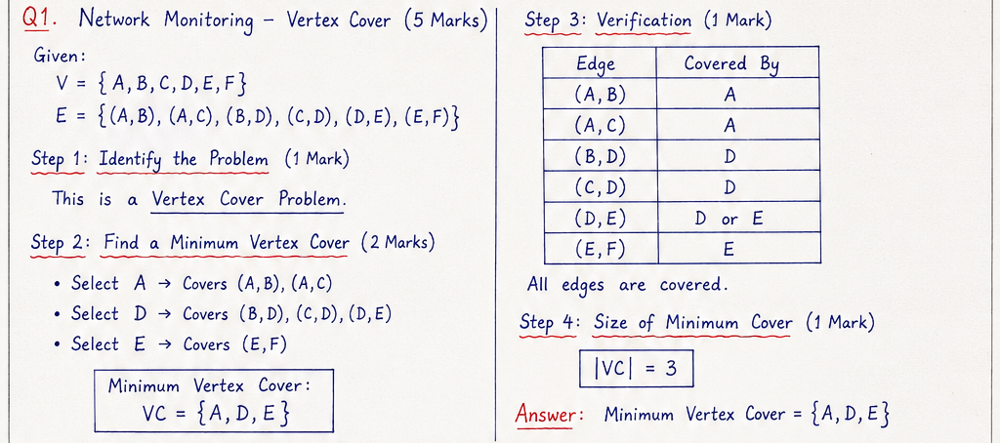 Q1. Network Monitoring – Vertex Cover (5 Marks)
Given:
V = { A, B, C, D, E, F }
E = {(A, B), (A, C), (B, D), (C, D), (D, E), (E, F)}
Step 1: Identify the Problem (1 Mark)
This is a Vertex Cover Problem.
Step 2: Find a Minimum Vertex Cover (2 Marks)
• Select A → Covers (A, B), (A, C)
• Select D → Covers (B, D), (C, D), (D, E)
• Select E → Covers (E, F)
Minimum Vertex Cover:
VC = {A, D, E}
Step 3: Verification (1 Mark)
Edge Covered By
(A, B) A
(A, C) A
(B, D) D
(C, D) D
(D, E) D or E
(E, F) E
All edges are covered.
Step 4: Size of Minimum Cover (1 Mark)
|VC| = 3
Answer: Minimum Vertex Cover = {A, D, E}